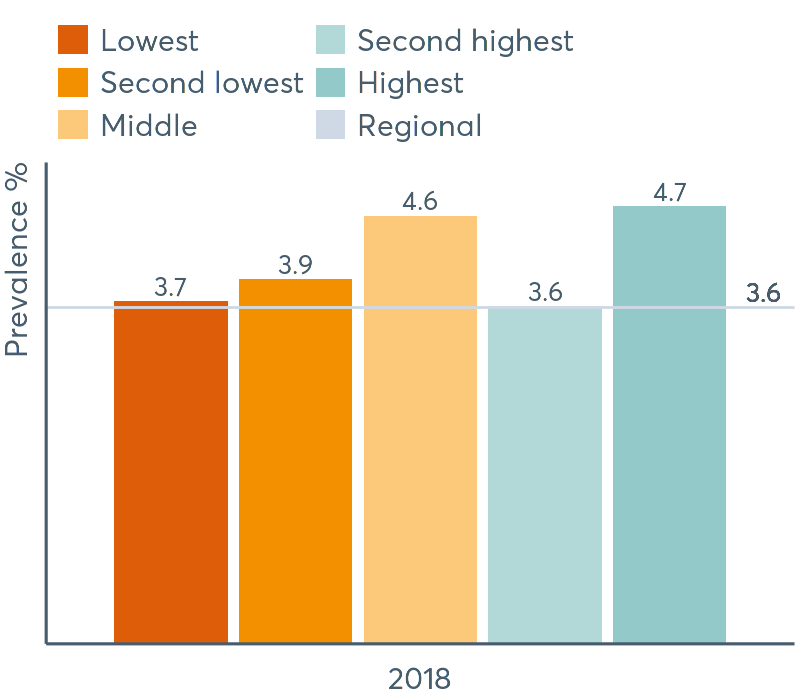 Lowest
Second lowest
Middle
Second highest
Highest
Regional
Prevalence %
3.7
3.9
4.6
3.6
4.7
3.6
2018